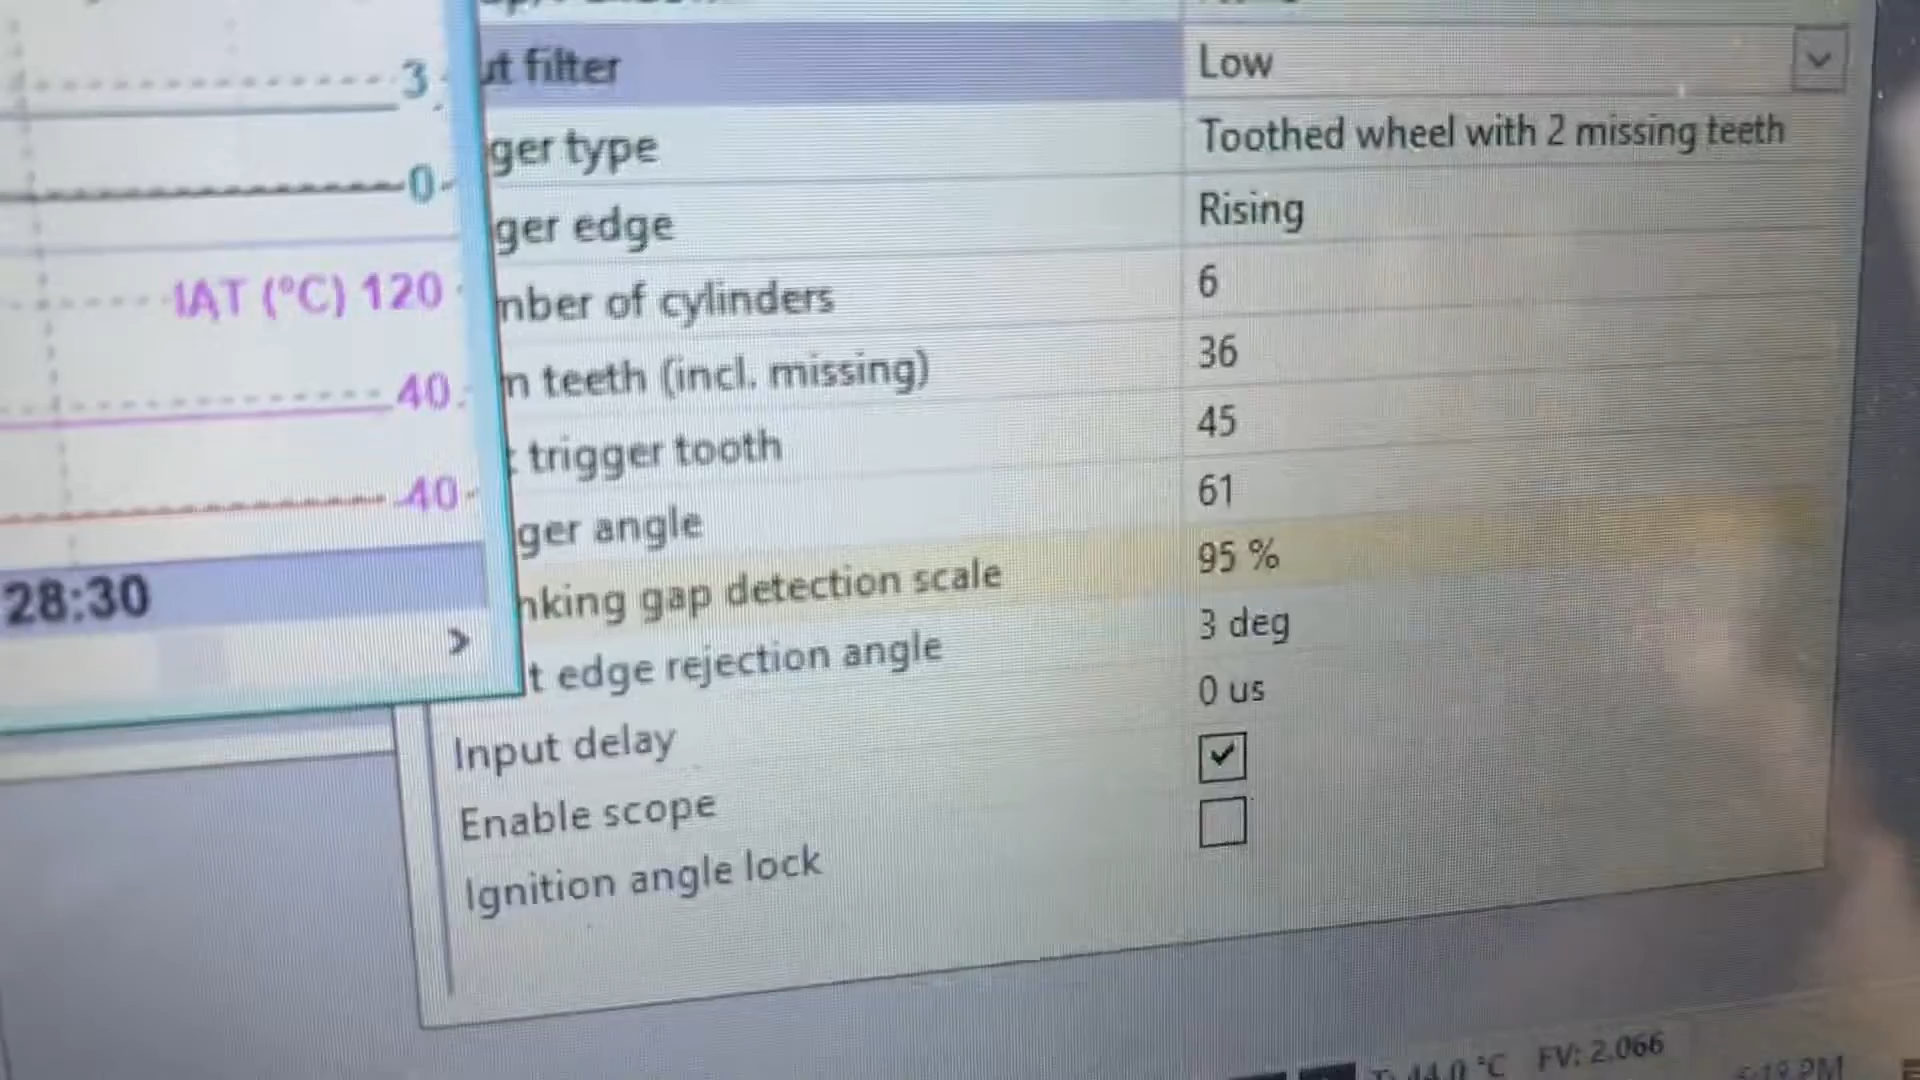 3
0
IAT (°C) 120
40
-40
28:30
ut filter Low
ger type Toothed wheel with 2 missing teeth
ger edge Rising
mber of cylinders 6
n teeth (incl. missing) 36
t trigger tooth 45
ger angle 61
nking gap detection scale 95 %
t edge rejection angle 3 deg
Input delay 0 us
Enable scope
Ignition angle lock
T: 44.0 °C FV: 2.066
PM